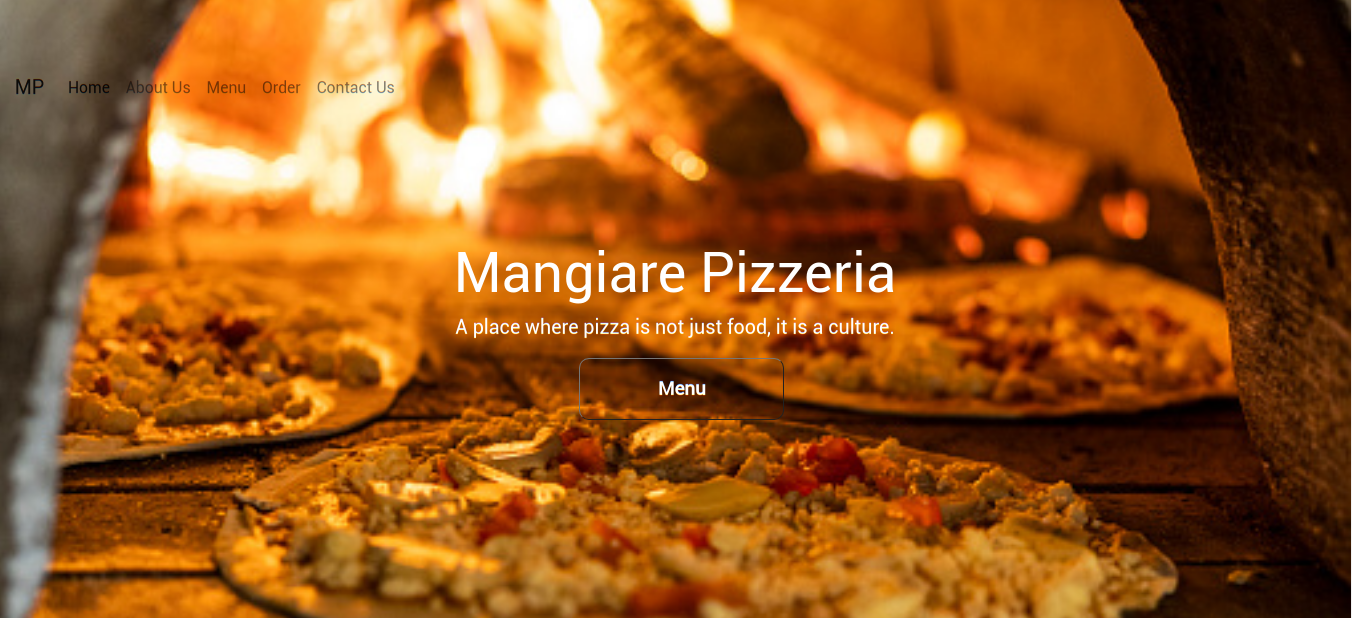 MP Home About Us Menu Order Contact Us
Mangiare Pizzeria
A place where pizza is not just food, it is a culture.
Menu